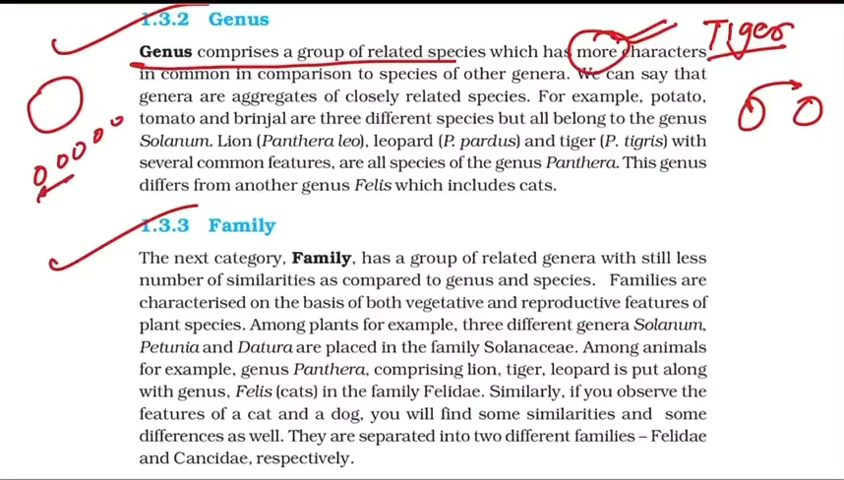 1.3.2 Genus
Tiger
Genus comprises a group of related species which has more characters
in common in comparison to species of other genera. We can say that
genera are aggregates of closely related species. For example, potato,
tomato and brinjal are three different species but all belong to the genus
Solanum. Lion (Panthera leo), leopard (P. pardus) and tiger (P. tigris) with
several common features, are all species of the genus Panthera. This genus
differs from another genus Felis which includes cats.
1.3.3 Family
The next category, Family, has a group of related genera with still less
number of similarities as compared to genus and species. Families are
characterised on the basis of both vegetative and reproductive features of
plant species. Among plants for example, three different genera Solanum,
Petunia and Datura are placed in the family Solanaceae. Among animals
for example, genus Panthera, comprising lion, tiger, leopard is put along
with genus, Felis (cats) in the family Felidae. Similarly, if you observe the
features of a cat and a dog, you will find some similarities and some
differences as well. They are separated into two different families – Felidae
and Cancidae, respectively.